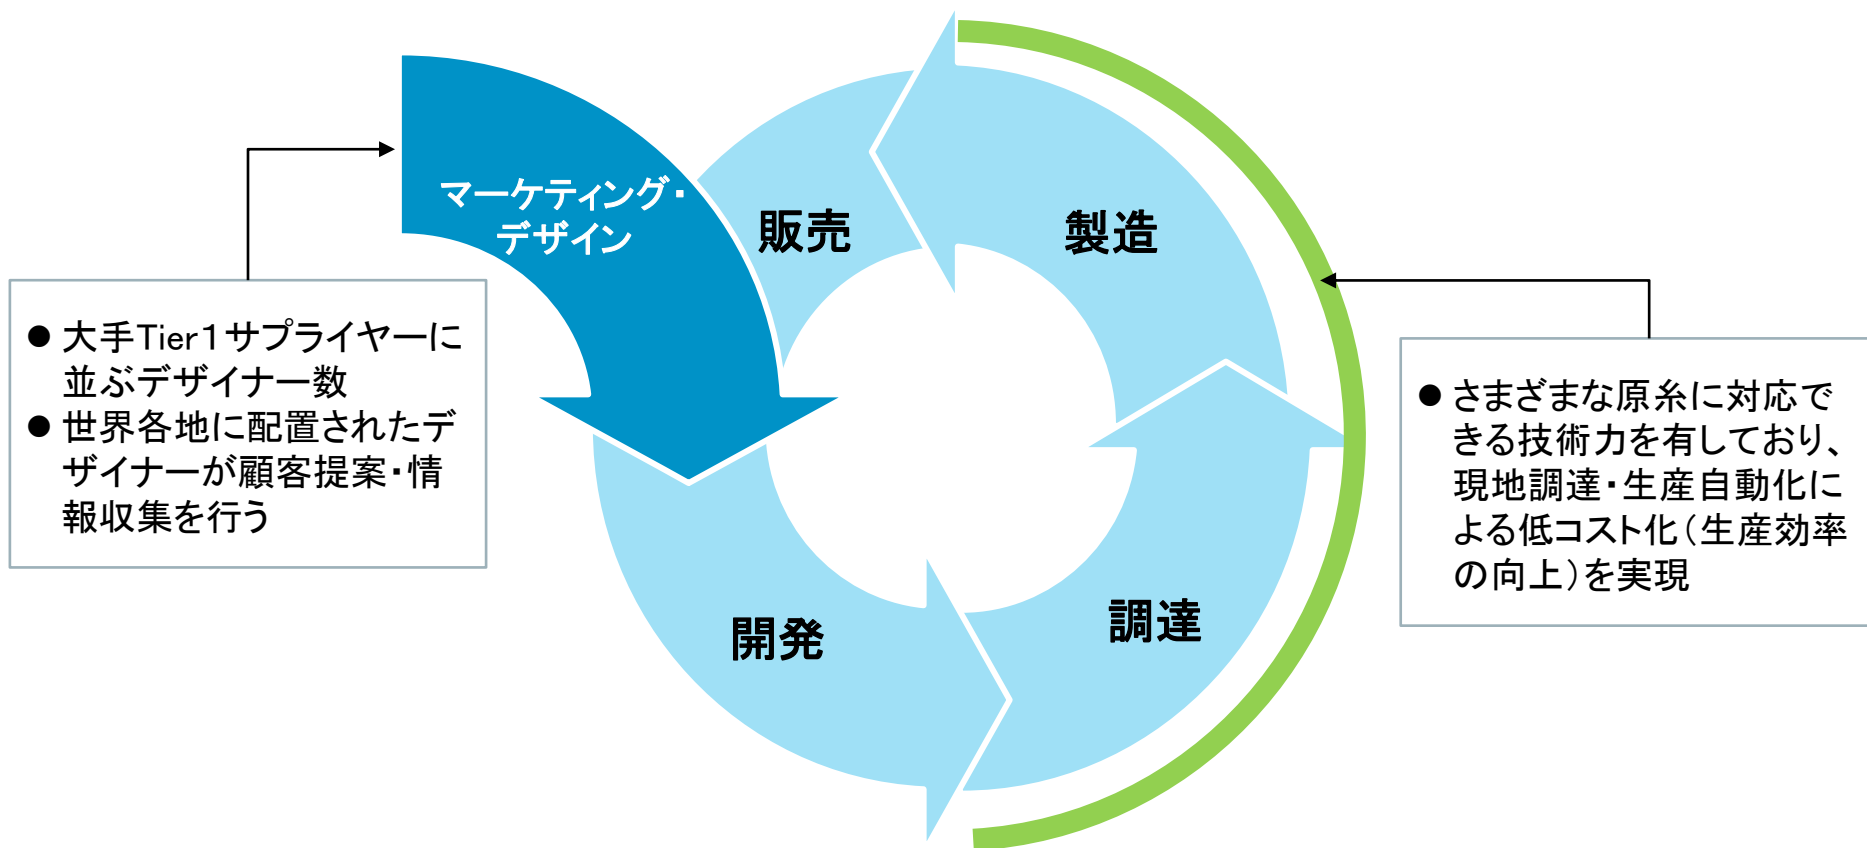 マーケティング・
デザイン
販売
製造
● 大手Tier１サプライヤーに
並ぶデザイナー数
● 世界各地に配置されたデ
ザイナーが顧客提案・情
報収集を行う
● さまざまな原糸に対応で
きる技術力を有しており、
現地調達・生産自動化に
よる低コスト化（生産効率
の向上）を実現
開発
調達